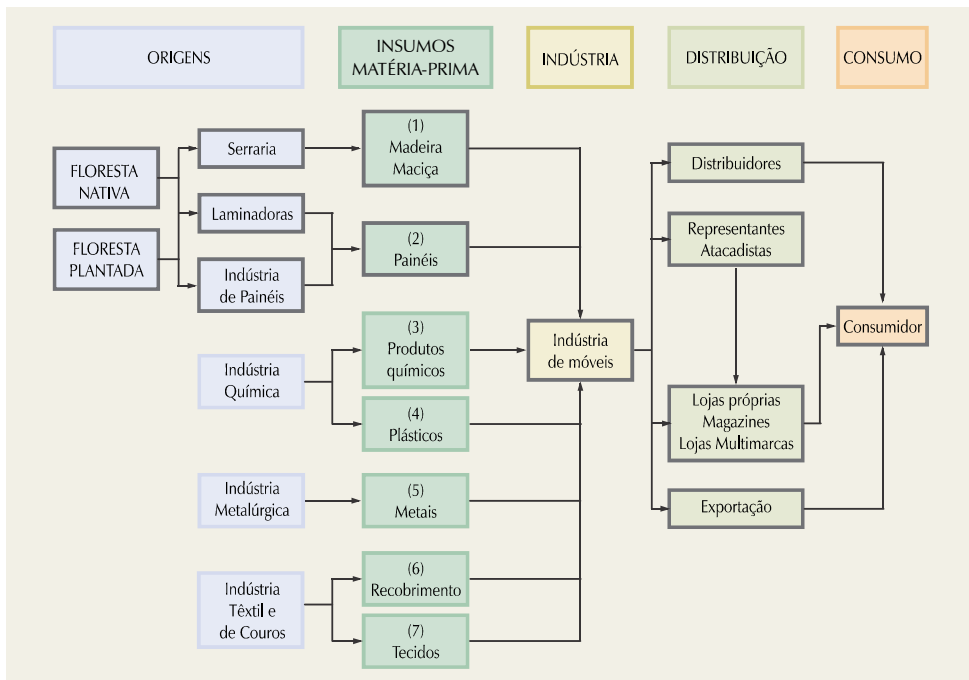 ORIGENS
INSUMOS
MATÉRIA-PRIMA
INDÚSTRIA
DISTRIBUIÇÃO
CONSUMO
FLORESTA
NATIVA
FLORESTA
PLANTADA
Serraria
Laminadoras
Indústria
de Painéis
Indústria
Química
Indústria
Metalúrgica
Indústria
Têxtil e
de Couros
(1)
Madeira
Maciça
(2)
Painéis
(3)
Produtos
químicos
(4)
Plásticos
(5)
Metais
(6)
Recobrimento
(7)
Tecidos
Indústria
de móveis
Distribuidores
Representantes
Atacadistas
Lojas próprias
Magazines
Lojas Multimarcas
Exportação
Consumidor